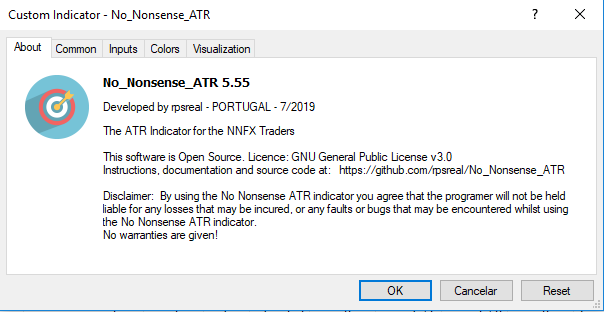 Custom Indicator - No_Nonsense_ATR
About Common Inputs Colors Visualization
No_Nonsense_ATR 5.55
Developed by rpsreal - PORTUGAL - 7/2019
The ATR Indicator for the NNFX Traders
This software is Open Source. Licence: GNU General Public License v3.0
Instructions, documentation and source code at: https://github.com/rpsreal/No_Nonsense_ATR
Disclaimer: By using the No Nonsense ATR indicator you agree that the programer will not be held
liable for any losses that may be incured, or any faults or bugs that may be encountered whilst using
the No Nonsense ATR indicator.
No warranties are given!
OK Cancelar Reset